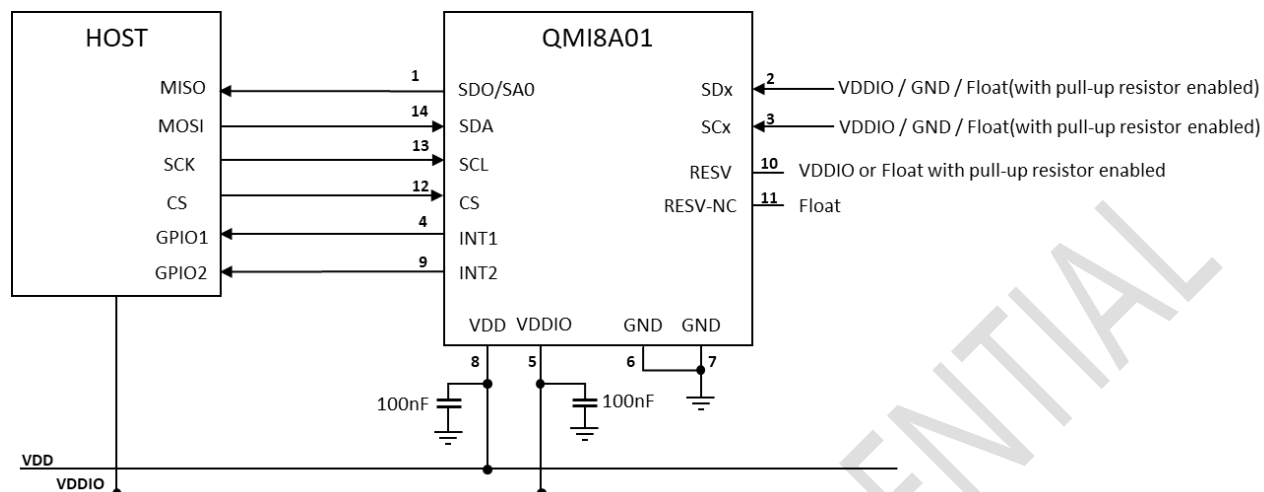 HOST
QMI8A01
MISO
1
SDO/SA0
SDx
2
VDDIO / GND / Float(with pull-up resistor enabled)
MOSI
14
SDA
SCx
3
VDDIO / GND / Float(with pull-up resistor enabled)
SCK
13
SCL
RESV
10
VDDIO or Float with pull-up resistor enabled
CS
12
CS
RESV-NC
11
Float
GPIO1
4
INT1
GPIO2
9
INT2
VDD
VDDIO
GND
GND
8
5
6
7
100nF
100nF
VDD
VDDIO
ENTIAL